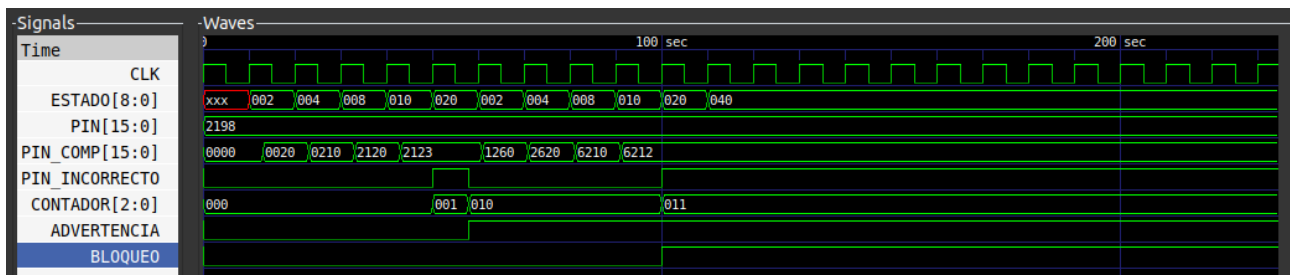 Signals Waves
Time 0 100 sec 200 sec
CLK
ESTADO[8:0] xxx 002 004 008 010 020 002 004 008 010 020 040
PIN[15:0] 2198
PIN_COMP[15:0] 0000 0020 0210 2120 2123 1260 2620 6210 6212
PIN_INCORRECTO
CONTADOR[2:0] 000 001 010 011
ADVERTENCIA
BLOQUEO